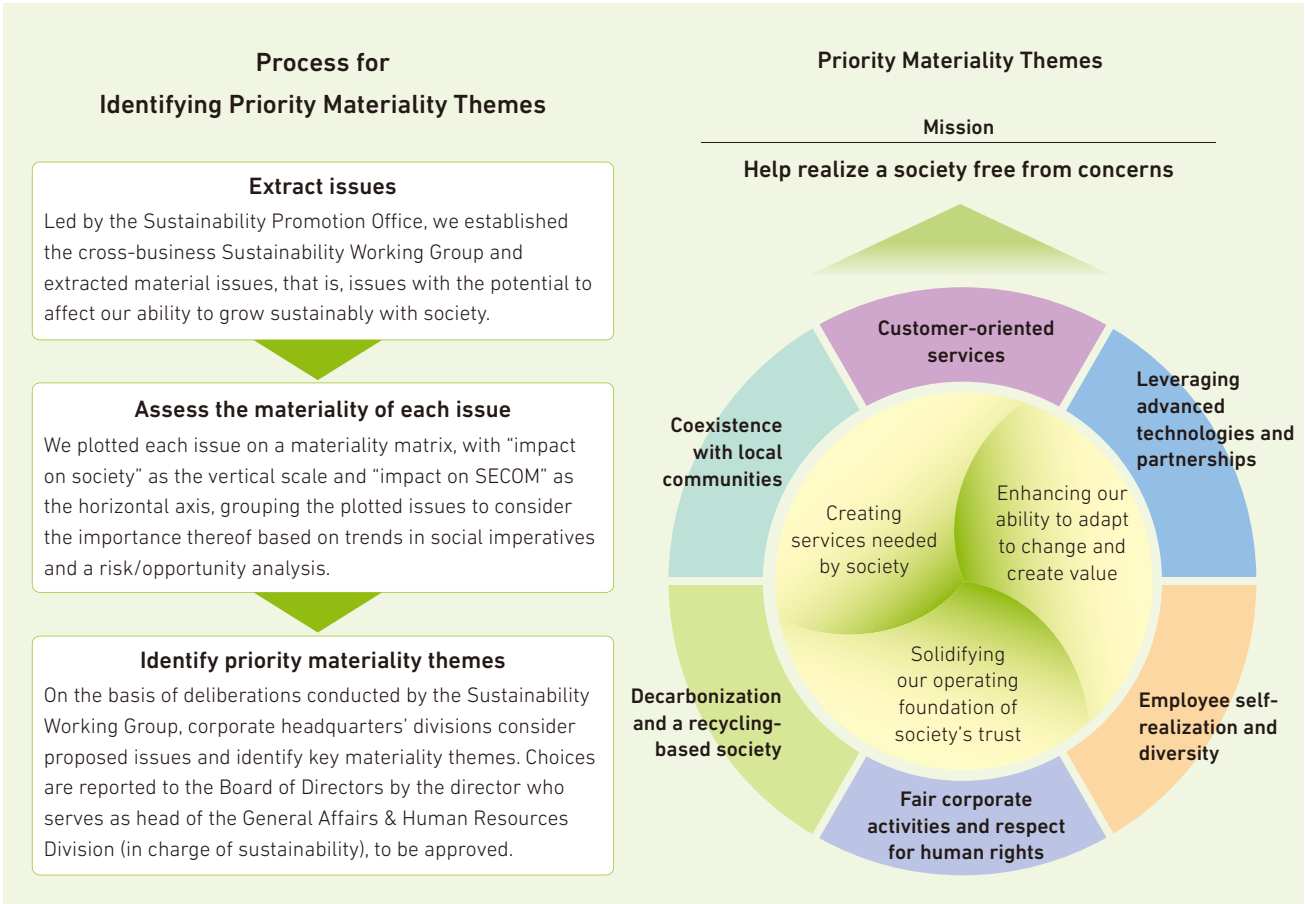 Process for
Identifying Priority Materiality Themes
Extract issues
Led by the Sustainability Promotion Office, we established
the cross-business Sustainability Working Group and
extracted material issues, that is, issues with the potential to
affect our ability to grow sustainably with society.
Assess the materiality of each issue
We plotted each issue on a materiality matrix, with “impact
on society” as the vertical scale and “impact on SECOM” as
the horizontal axis, grouping the plotted issues to consider
the importance thereof based on trends in social imperatives
and a risk/opportunity analysis.
Identify priority materiality themes
On the basis of deliberations conducted by the Sustainability
Working Group, corporate headquarters’ divisions consider
proposed issues and identify key materiality themes. Choices
are reported to the Board of Directors by the director who
serves as head of the General Affairs & Human Resources
Division (in charge of sustainability), to be approved.
Priority Materiality Themes
Mission
Help realize a society free from concerns
Customer-oriented
services
Leveraging
advanced
technologies and
partnerships
Coexistence
with local
communities
Creating
services needed
by society
Enhancing our
ability to adapt
to change and
create value
Solidifying
our operating
foundation of
society’s trust
Decarbonization
and a recycling-
based society
Employee self-
realization and
diversity
Fair corporate
activities and respect
for human rights